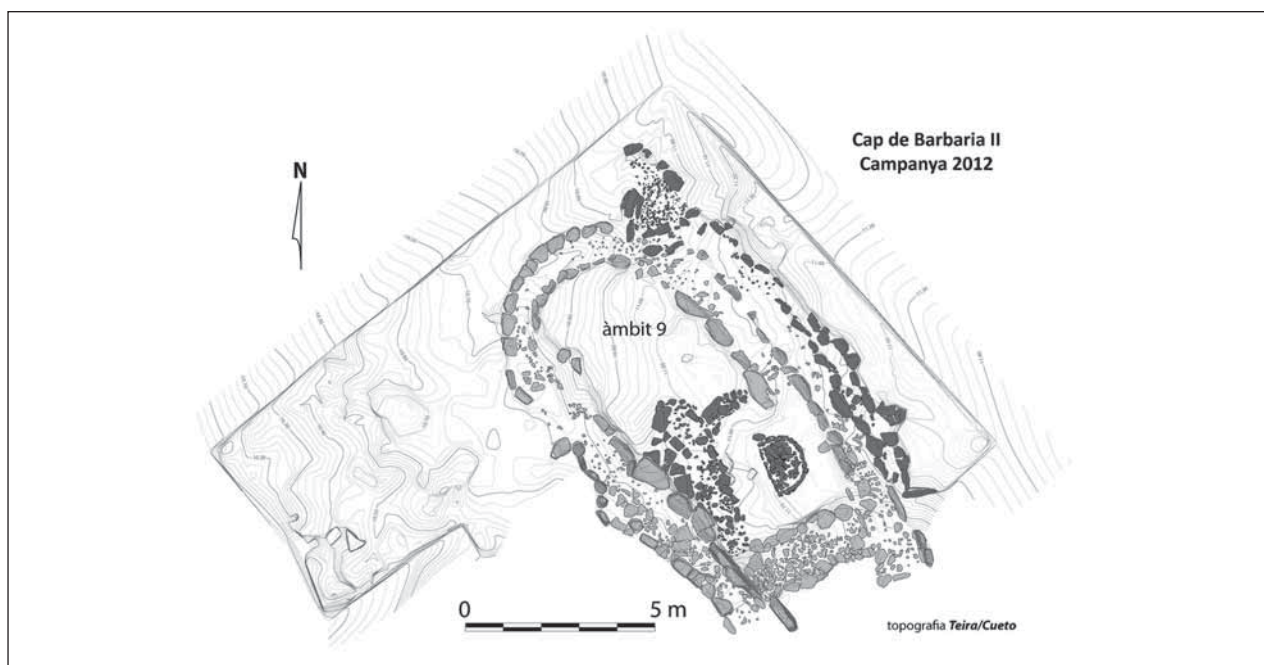 Cap de Barbaria II
Campanya 2012
N
àmbit 9
0 5 m
topografia Teira/Cueto